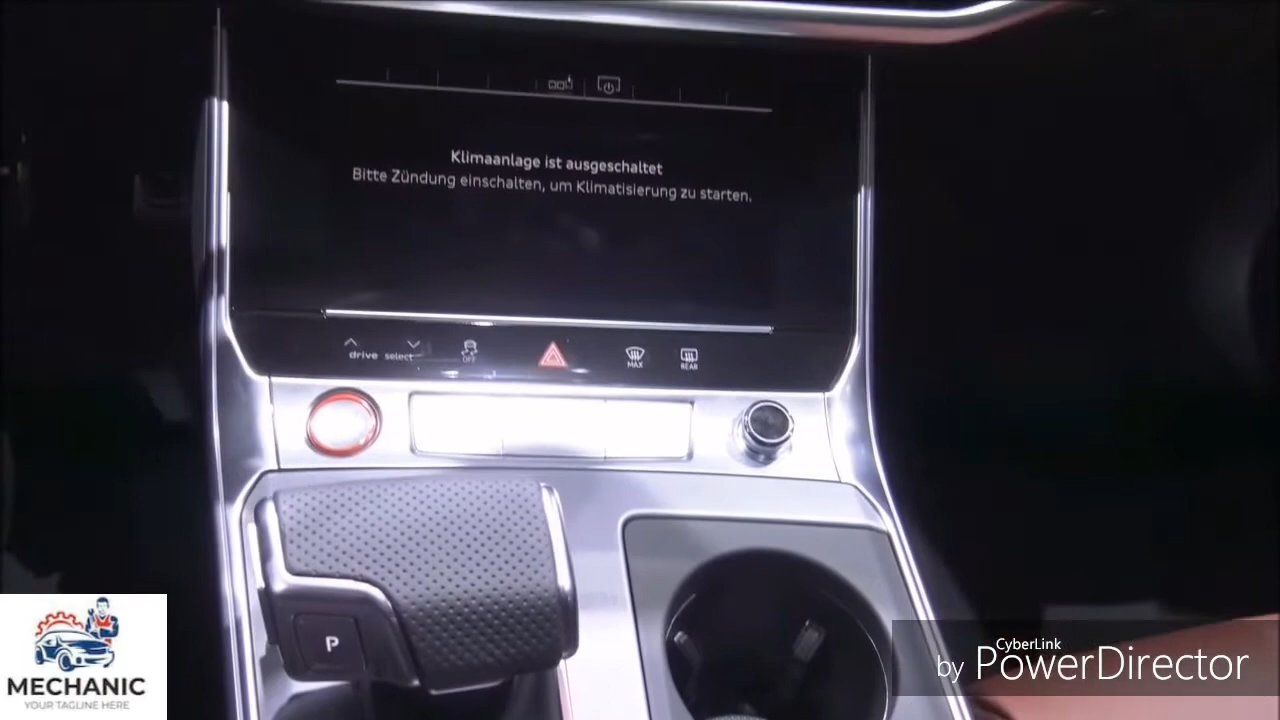 Klimaanlage ist ausgeschaltet
Bitte Zündung einschalten, um Klimatisierung zu starten.
drive select
OFF
MAX
REAR
P
MECHANIC
YOUR TAGLINE HERE
CyberLink
by PowerDirector